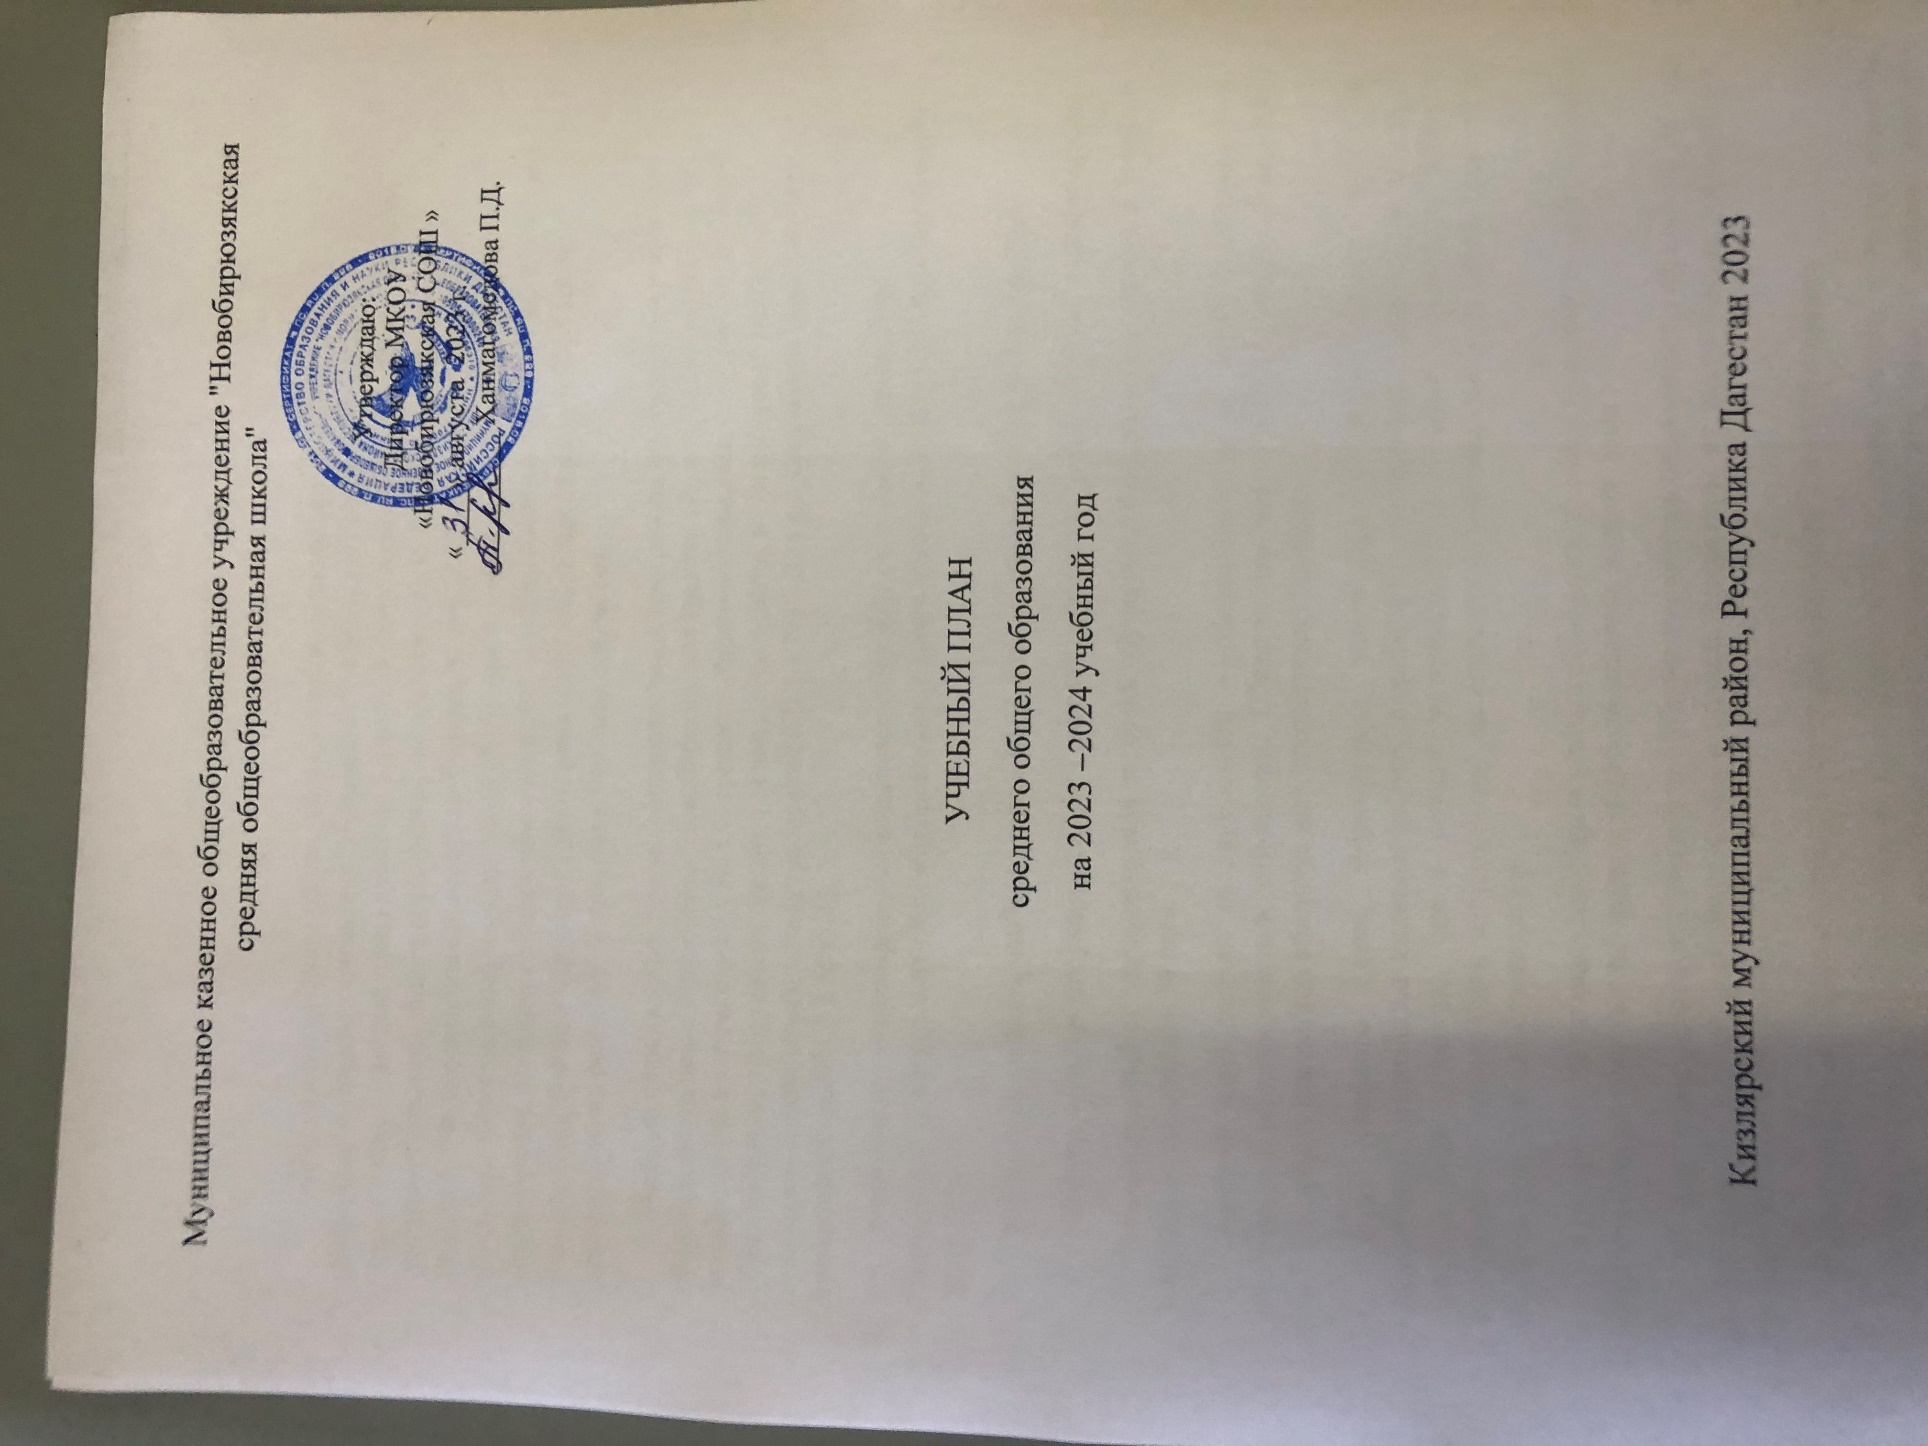 Муниципальное казенное общеобразовательное учреждение "Новобирюзякская
средняя общеобразовательная школа"
Утверждаю:
Директор МКОУ
«Новобирюзякская СОШ »
« 31 » августа 2023 г.
Ханмагомедова П.Д.
УЧЕБНЫЙ ПЛАН
среднего общего образования
на 2023 –2024 учебный год
Кизлярский муниципальный район, Республика Дагестан 2023